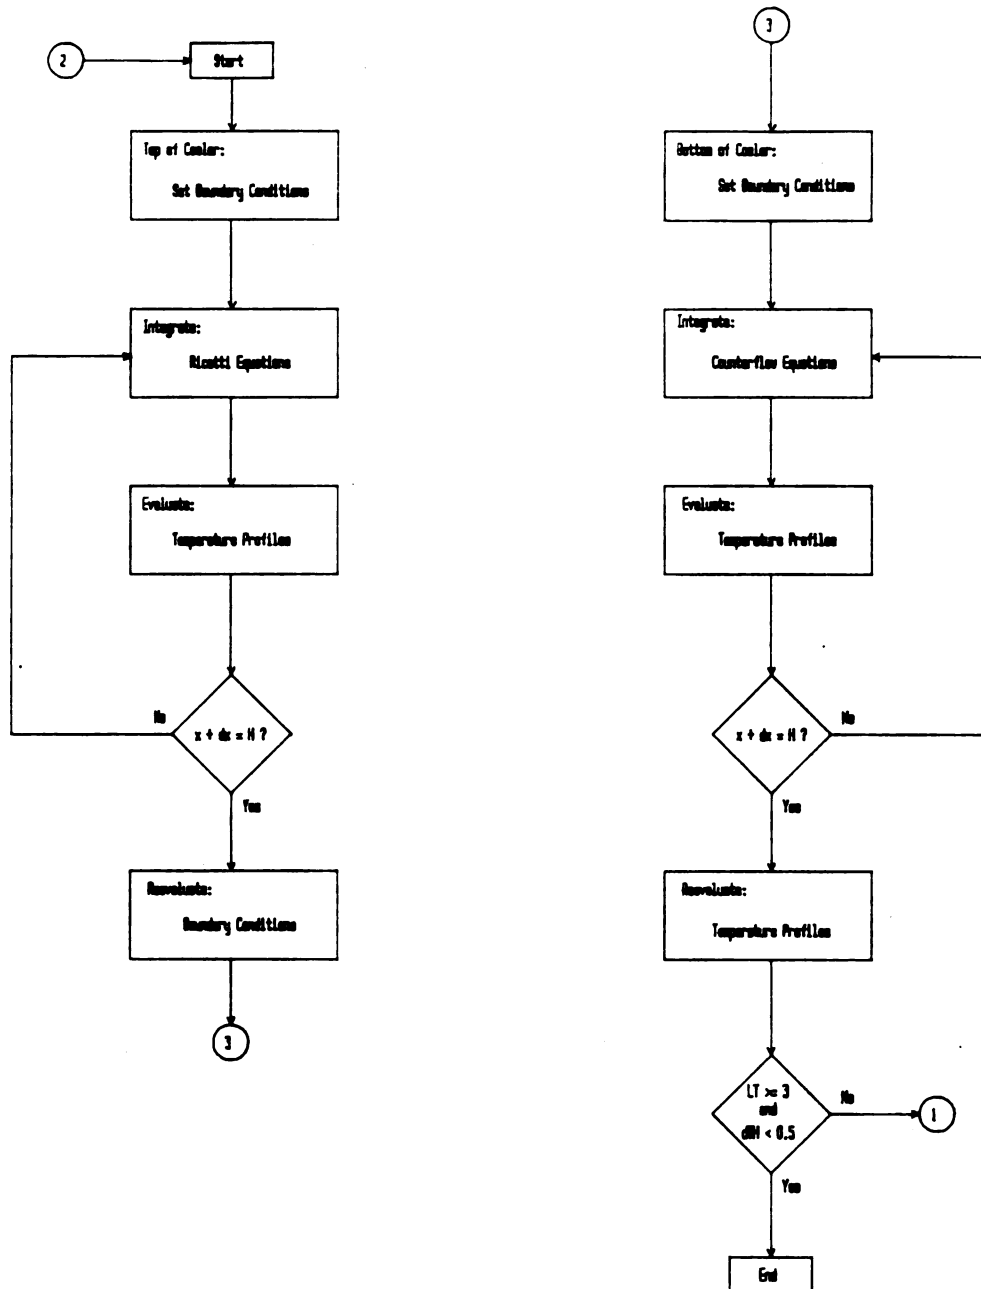 2
Start
Top of Cooler:
Set Boundary Conditions
Integrate:
Ricatti Equations
Evaluate:
Temperature Profiles
No
x + dx = H ?
Yes
Reevaluate:
Boundary Conditions
3
3
Bottom of Cooler:
Set Boundary Conditions
Integrate:
Counterflow Equations
Evaluate:
Temperature Profiles
x + dx = H ?
No
Yes
Reevaluate:
Temperature Profiles
LT >= 3
and
< 0.5
No
1
Yes
End